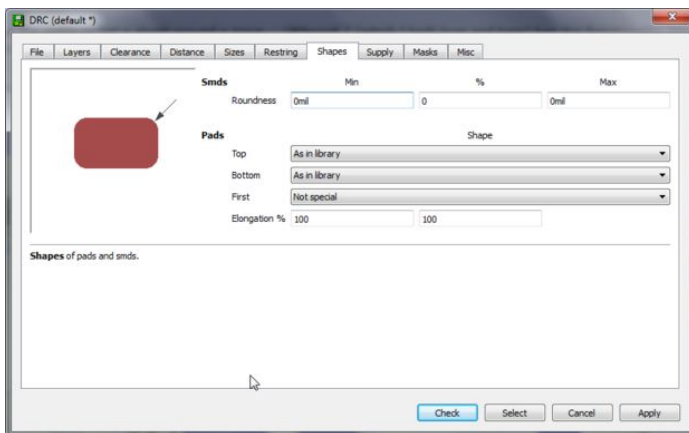 DRC (default *)
File Layers Clearance Distance Sizes Restring Shapes Supply Masks Misc
Smds Min % Max
Roundness 0mil 0 0mil
Pads Shape
Top As in library
Bottom As in library
First Not special
Elongation % 100 100
Shapes of pads and smds.
Check Select Cancel Apply